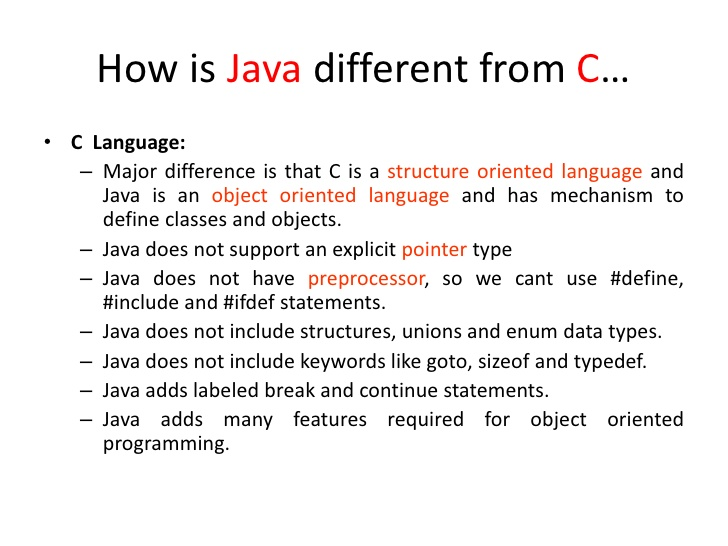 How is Java different from C…
• C Language:
– Major difference is that C is a structure oriented language and
Java is an object oriented language and has mechanism to
define classes and objects.
– Java does not support an explicit pointer type
– Java does not have preprocessor, so we cant use #define,
#include and #ifdef statements.
– Java does not include structures, unions and enum data types.
– Java does not include keywords like goto, sizeof and typedef.
– Java adds labeled break and continue statements.
– Java adds many features required for object oriented
programming.